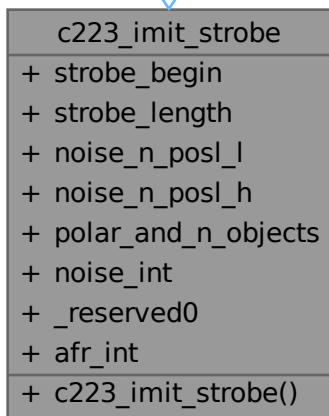 c223_imit_strobe
+ strobe_begin
+ strobe_length
+ noise_n_posl_l
+ noise_n_posl_h
+ polar_and_n_objects
+ noise_int
+ _reserved0
+ afr_int
+ c223_imit_strobe()